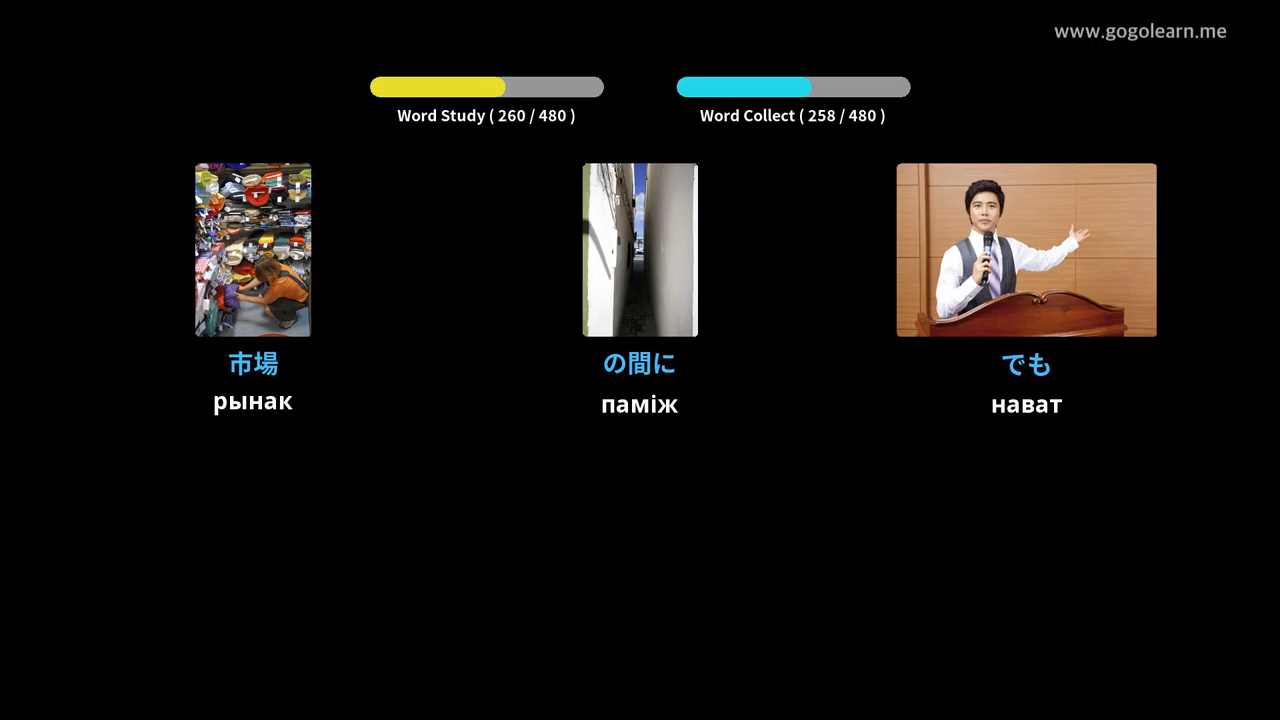 www.gogolearn.me
Word Study ( 260 / 480 )
Word Collect ( 258 / 480 )
市場
рынак
の間に
паміж
でも
нават